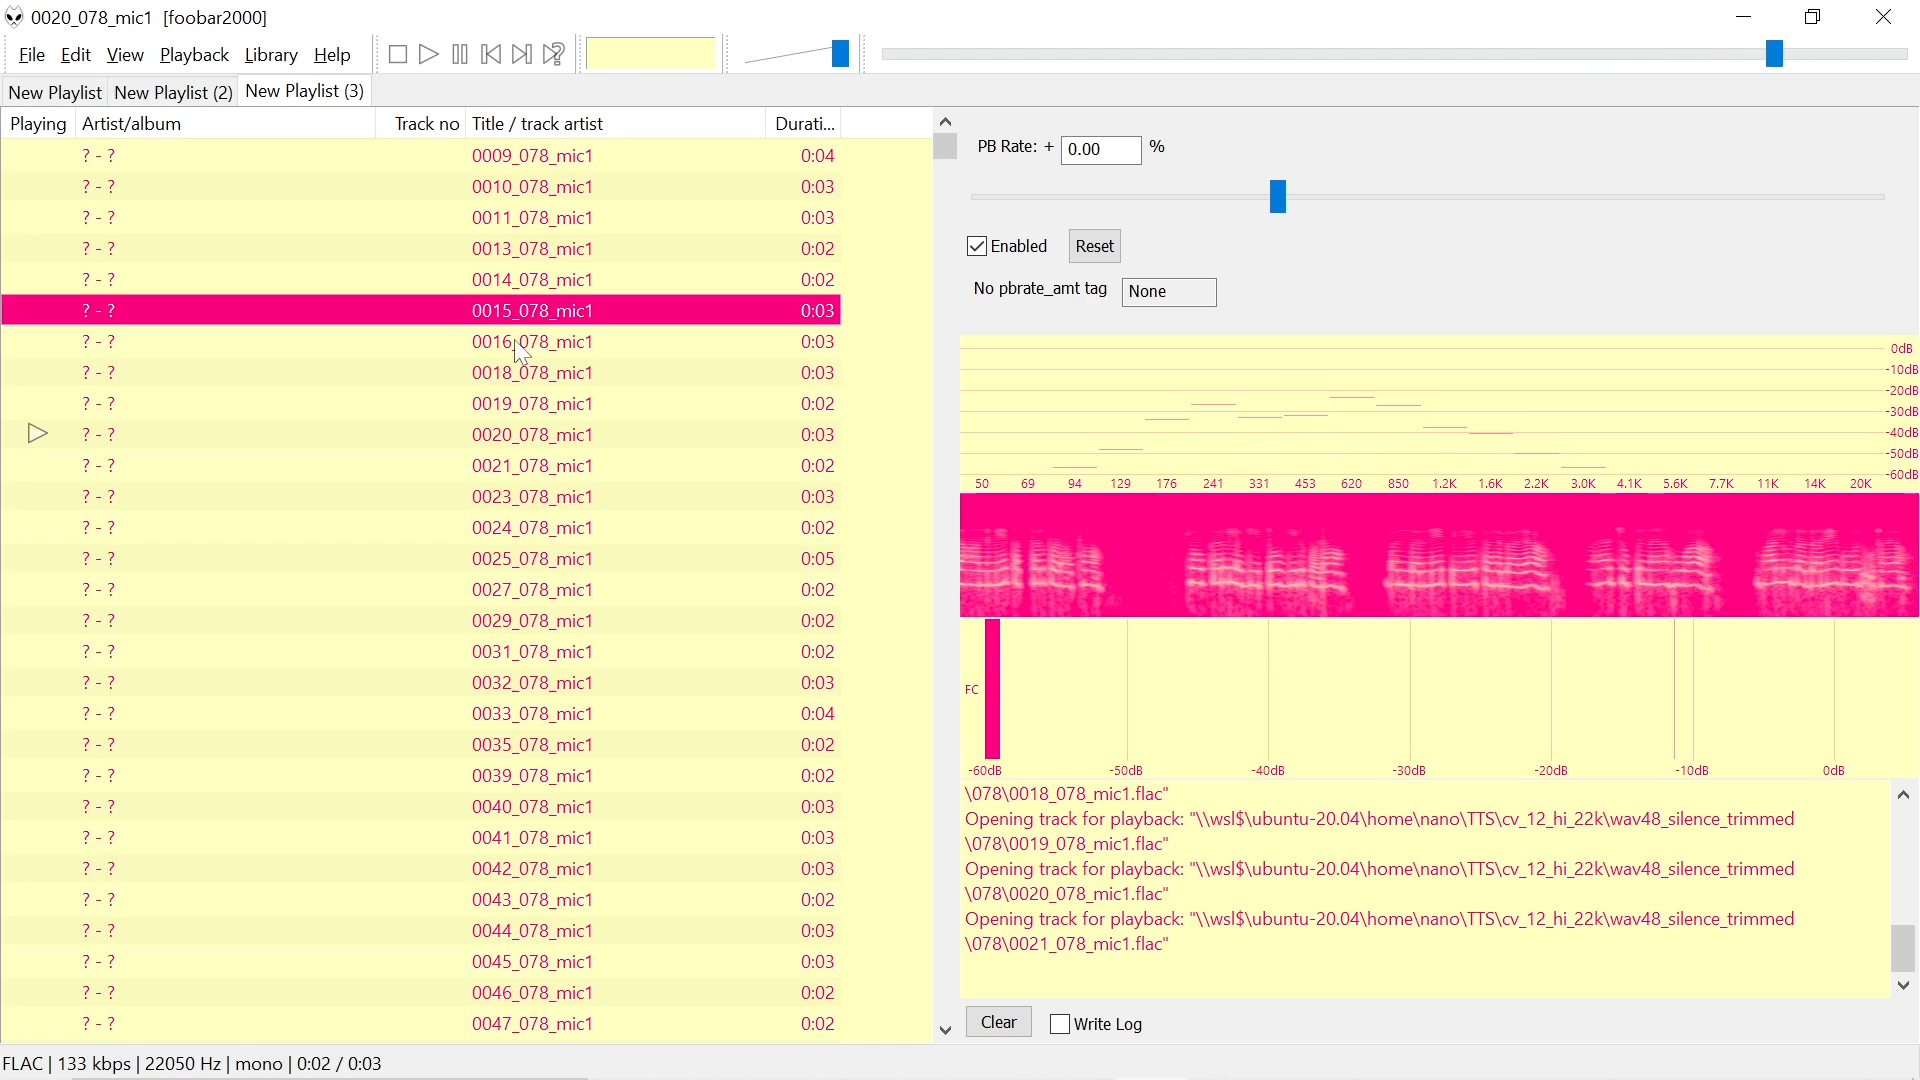 0020_078_mic1 [foobar2000]
File Edit View Playback Library Help
New Playlist New Playlist (2) New Playlist (3)
Playing Artist/album Track no Title / track artist Durati...
? - ? 0009_078_mic1 0:04
? - ? 0010_078_mic1 0:03
? - ? 0011_078_mic1 0:03
? - ? 0013_078_mic1 0:02
? - ? 0014_078_mic1 0:02
? - ? 0015_078_mic1 0:03
? - ? 0016_078_mic1 0:03
? - ? 0018_078_mic1 0:03
? - ? 0019_078_mic1 0:02
? - ? 0020_078_mic1 0:03
? - ? 0021_078_mic1 0:02
? - ? 0023_078_mic1 0:03
? - ? 0024_078_mic1 0:02
? - ? 0025_078_mic1 0:05
? - ? 0027_078_mic1 0:02
? - ? 0029_078_mic1 0:02
? - ? 0031_078_mic1 0:02
? - ? 0032_078_mic1 0:03
? - ? 0033_078_mic1 0:04
? - ? 0035_078_mic1 0:02
? - ? 0039_078_mic1 0:02
? - ? 0040_078_mic1 0:03
? - ? 0041_078_mic1 0:03
? - ? 0042_078_mic1 0:03
? - ? 0043_078_mic1 0:02
? - ? 0044_078_mic1 0:03
? - ? 0045_078_mic1 0:03
? - ? 0046_078_mic1 0:02
? - ? 0047_078_mic1 0:02
PB Rate: + 0.00 %
Enabled Reset
No pbrate_amt tag None
0dB
-10dB
-20dB
-30dB
-40dB
-50dB
-60dB
50 69 94 129 176 241 331 453 620 850 1.2K 1.6K 2.2K 3.0K 4.1K 5.6K 7.7K 11K 14K 20K
FC
-60dB -50dB -40dB -30dB -20dB -10dB 0dB
\078\0018_078_mic1.flac"
Opening track for playback: "\\wsl$\ubuntu-20.04\home\nano\TTS\cv_12_hi_22k\wav48_silence_trimmed
\078\0019_078_mic1.flac"
Opening track for playback: "\\wsl$\ubuntu-20.04\home\nano\TTS\cv_12_hi_22k\wav48_silence_trimmed
\078\0020_078_mic1.flac"
Opening track for playback: "\\wsl$\ubuntu-20.04\home\nano\TTS\cv_12_hi_22k\wav48_silence_trimmed
\078\0021_078_mic1.flac"
Clear Write Log
FLAC | 133 kbps | 22050 Hz | mono | 0:02 / 0:03